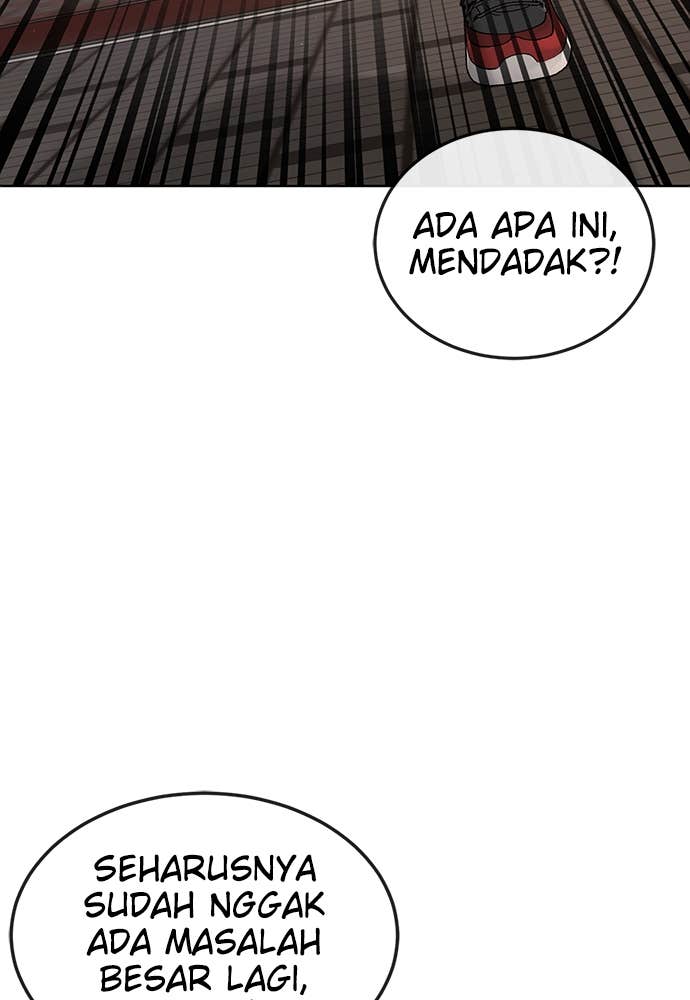 ADA APA INI,
MENDADAK?!
SEHARUSNYA
SUDAH NGGAK
ADA MASALAH
BESAR LAGI,